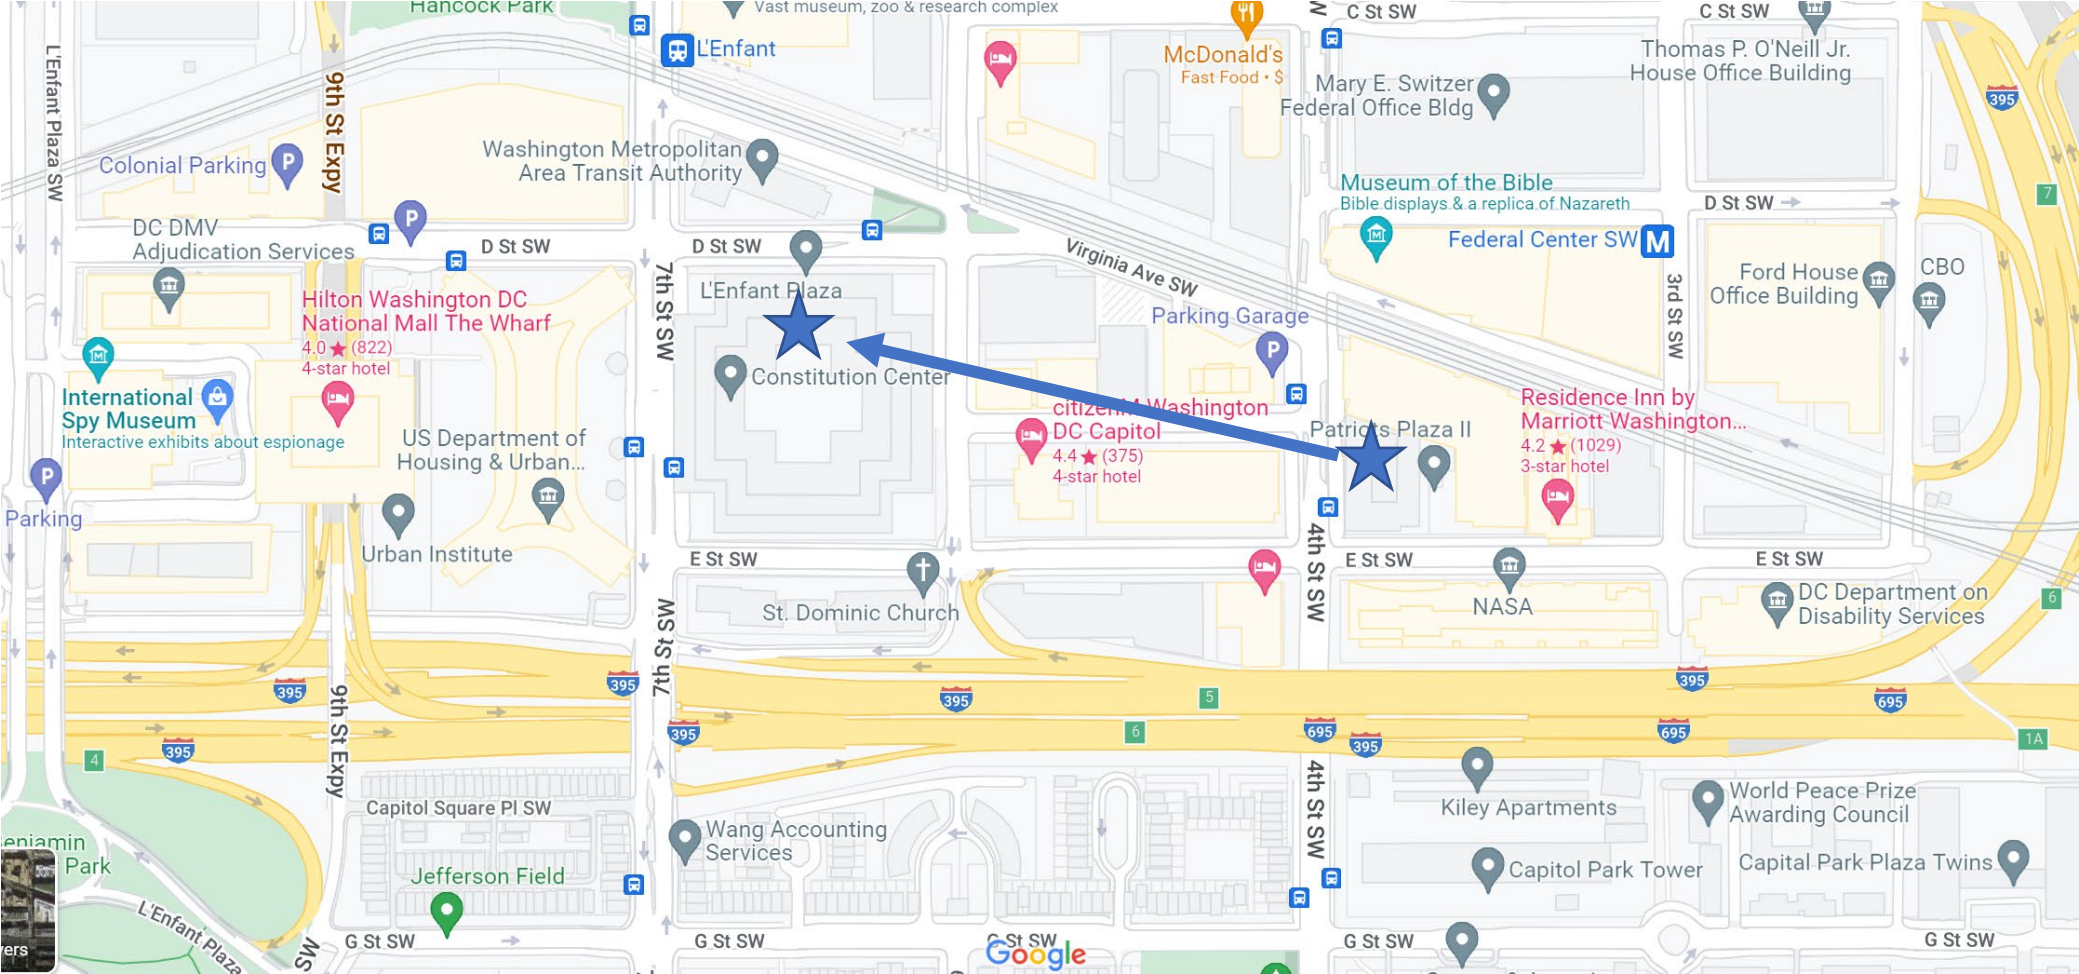 Hancock Park
Vast museum, zoo & research complex
C St SW
C St SW
L'Enfant
McDonald's
Fast Food • $
Thomas P. O'Neill Jr.
House Office Building
Mary E. Switzer
Federal Office Bldg
395
L'Enfant Plaza SW
9th St Expy
Colonial Parking
P
Washington Metropolitan
Area Transit Authority
Museum of the Bible
Bible displays & a replica of Nazareth
D St SW
7
P
DC DMV
Adjudication Services
D St SW
D St SW
Virginia Ave SW
Federal Center SW
M
L'Enfant Plaza
7th St SW
Ford House
Office Building
CBO
3rd St SW
Hilton Washington DC
National Mall The Wharf
4.0 ★ (822)
4-star hotel
Parking Garage
P
Constitution Center
International
Spy Museum
Interactive exhibits about espionage
citizenM Washington
DC Capitol
4.4 ★ (375)
4-star hotel
Patriots Plaza II
Residence Inn by
Marriott Washington...
4.2 ★ (1029)
3-star hotel
US Department of
Housing & Urban...
P
Parking
Urban Institute
E St SW
4th St SW
E St SW
E St SW
St. Dominic Church
NASA
DC Department on
Disability Services
6
7th St SW
9th St Expy
395
395
395
5
395
695
395
6
695
395
695
395
1A
4
395
Capitol Square Pl SW
4th St SW
Kiley Apartments
World Peace Prize
Awarding Council
Wang Accounting
Services
eniamin
Park
Jefferson Field
Capitol Park Tower
Capital Park Plaza Twins
L'Enfant Plaza
SW
G St SW
G St SW
G St SW
Google
G St SW
G St SW
yers